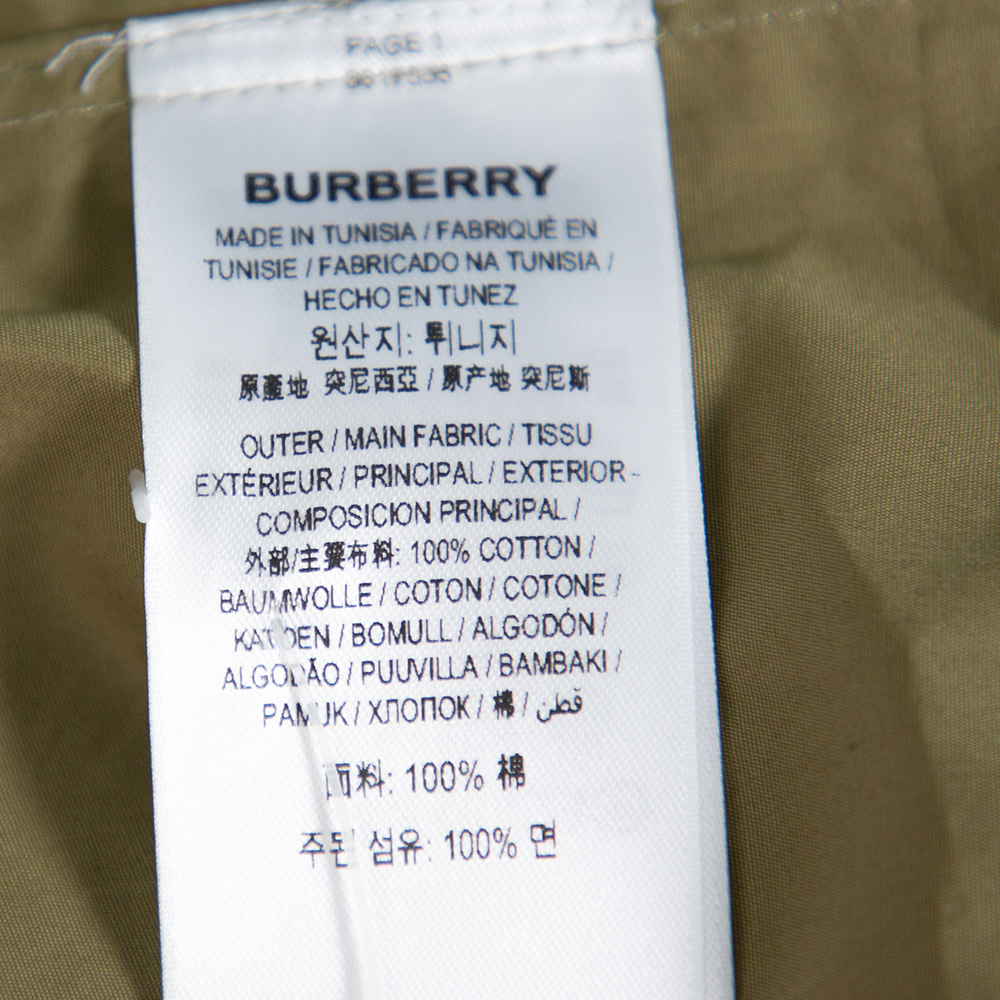 PAGE 1
BURBERRY
MADE IN TUNISIA / FABRIQUÉ EN
TUNISIE / FABRICADO NA TUNISIA /
HECHO EN TUNEZ
원산지: 튀니지
原產地 突尼西亞 / 原产地 突尼斯
OUTER / MAIN FABRIC / TISSU
EXTÉRIEUR / PRINCIPAL / EXTERIOR -
COMPOSICION PRINCIPAL /
外部/主要布料: 100% COTTON /
BAUMWOLLE / COTON / COTONE /
KATOEN / BOMULL / ALGODÓN /
ALGODÃO / PUUVILLA / BAMBAKI /
PAMUK / ХЛОПОК / 棉 / قطن
面料: 100% 棉
주된 섬유: 100% 면